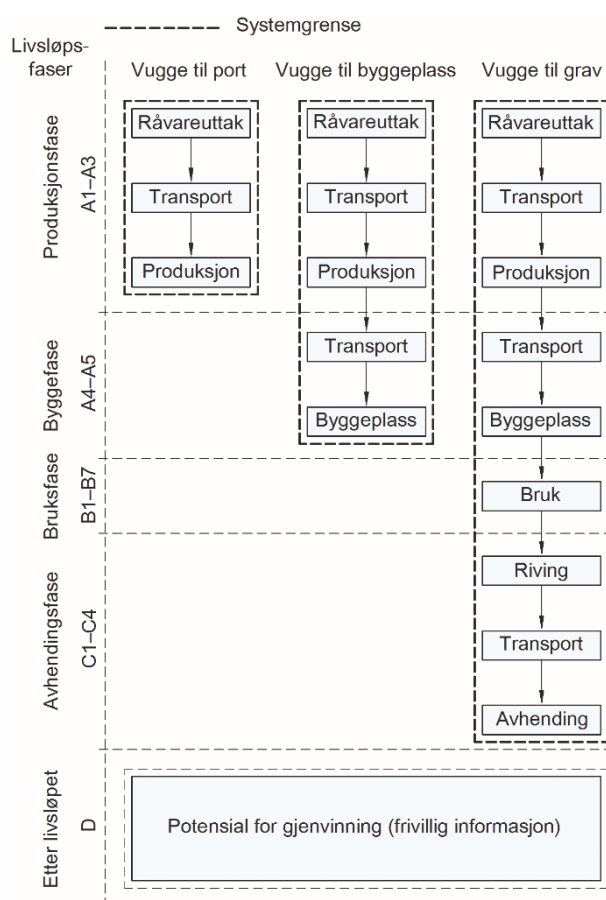 Systemgrense
Livsløps-
faser
Vugge til port
Vugge til byggeplass
Vugge til grav
Produksjonsfase
A1–A3
Råvareuttak
Råvareuttak
Råvareuttak
Transport
Transport
Transport
Produksjon
Produksjon
Produksjon
Byggefase
A4–A5
Transport
Transport
Byggeplass
Byggeplass
Bruksfase
B1–B7
Bruk
Avhendingsfase
C1–C4
Riving
Transport
Avhending
Etter livsløpet
D
Potensial for gjenvinning (frivillig informasjon)